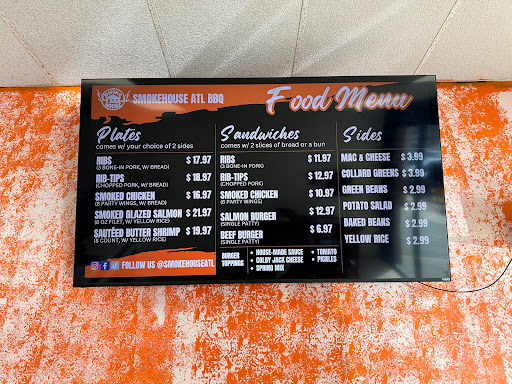 SMOKEHOUSE ATL BBQ
Food Menu
Plates
comes w/ your choice of 2 sides
RIBS $ 17.97
(3 BONE-IN PORK, W/ BREAD)
RIB-TIPS $ 18.97
(CHOPPED PORK, W/ BREAD)
SMOKED CHICKEN $ 16.97
(6 PARTY WINGS, W/ BREAD)
SMOKED GLAZED SALMON $ 21.97
(8 OZ FILET, W/ YELLOW RICE)
SAUTÉED BUTTER SHRIMP $ 19.97
(8 COUNT, W/ YELLOW RICE)
FOLLOW US @SMOKEHOUSEATL
Sandwiches
comes w/ 2 slices of bread or a bun
RIBS $ 11.97
(3 BONE-IN PORK)
RIB-TIPS $ 12.97
(CHOPPED PORK)
SMOKED CHICKEN $ 10.97
(6 PARTY WINGS)
SALMON BURGER $ 12.97
(SINGLE PATTY)
BEEF BURGER $ 6.97
(SINGLE PATTY)
BURGER TOPPINGS
• HOUSE-MADE SAUCE
• COLBY JACK CHEESE
• SPRING MIX
• TOMATO
• PICKLES
Sides
MAC & CHEESE $ 3.99
COLLARD GREENS $ 3.99
GREEN BEANS $ 2.99
POTATO SALAD $ 2.99
BAKED BEANS $ 2.99
YELLOW RICE $ 2.99